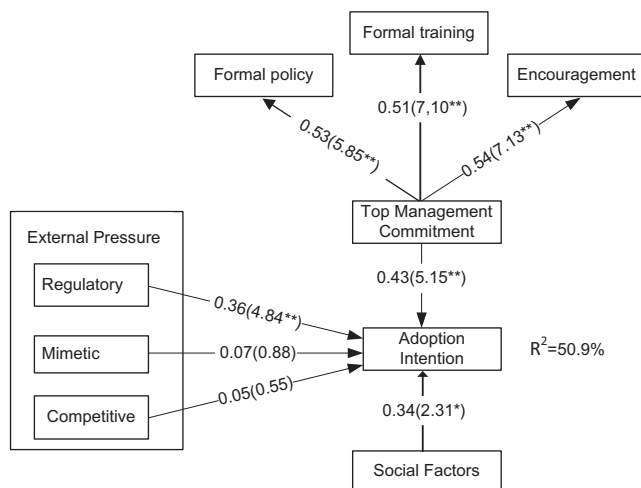 Formal training
Formal policy
Encouragement
0.53(5.85**)
0.51(7,10**)
0.54(7.13**)
Top Management
Commitment
External Pressure
Regulatory
0.43(5.15**)
0.36(4.84**)
Mimetic
0.07(0.88)
Adoption
Intention
R²=50.9%
Competitive
0.05(0.55)
0.34(2.31*)
Social Factors